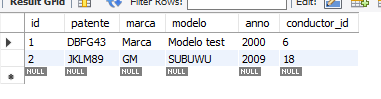 Result Grid Filter Rows: Edit:
id patente marca modelo anno conductor_id
1 DBFG43 Marca Modelo test 2000 6
2 JKLM89 GM SUBUWU 2009 18
NULL NULL NULL NULL NULL NULL